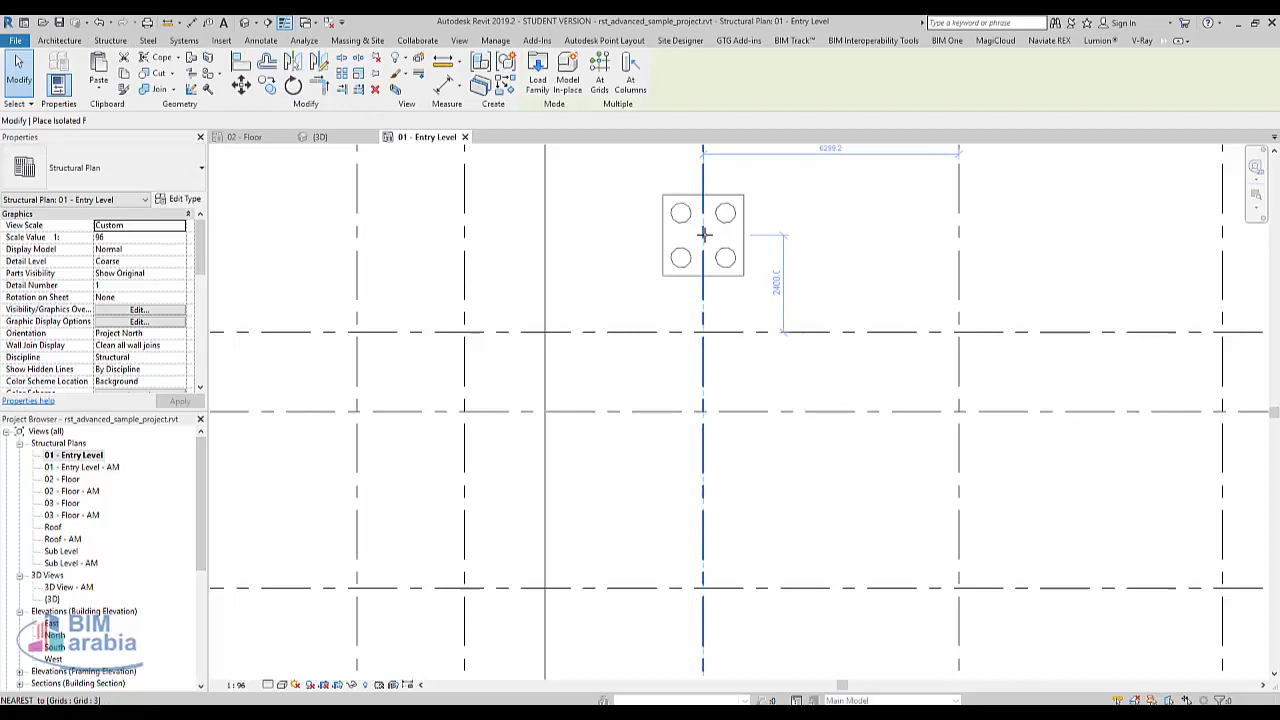 Autodesk Revit 2019.2 - STUDENT VERSION - rst_advanced_sample_project.rvt - Structural Plan: 01 - Entry Level
Type a keyword or phrase
Sign In
File Architecture Structure Steel Systems Insert Annotate Analyze Massing & Site Collaborate View Manage Add-Ins Autodesk Point Layout Site Designer BIM Track™ BIM Interoperability Tools BIM One MagiCloud Navate REX Lumion® V-Ray
Modify
Paste
Cope
Cut
Join
Load Family
Model In-place
At Grids
At Columns
Select Properties Clipboard Geometry Modify View Measure Create Mode Multiple
Modify | Place Isolated F
Properties
02 - Floor
(3D)
01 - Entry Level
Structural Plan
Structural Plan: 01 - Entry Level
Edit Type
Graphics
View Scale Custom
Scale Value 1: 96
Display Model Normal
Detail Level Coarse
Parts Visibility Show Original
Detail Number 1
Rotation on Sheet None
Visibility/Graphics Ove... Edit...
Graphic Display Options Edit...
Orientation Project North
Wall Join Display Clean all wall joins
Discipline Structural
Show Hidden Lines By Discipline
Color Scheme Location Background
Properties help
Apply
6299.2
Project Browser - rst_advanced_sample_project.rvt
Views (all)
Structural Plans
01 - Entry Level
01 - Entry Level - AM
02 - Floor
02 - Floor - AM
03 - Floor
03 - Floor - AM
Roof
Roof - AM
Sub Level
Sub Level - AM
3D Views
3D View - AM
{3D}
Elevations (Building Elevation)
East
North
South
West
BIM
arabia
Elevations (Framing Elevation)
Sections (Building Section)
1 : 96
NEAREST to [Grids : Grid : 3]
:0
Main Model
:0